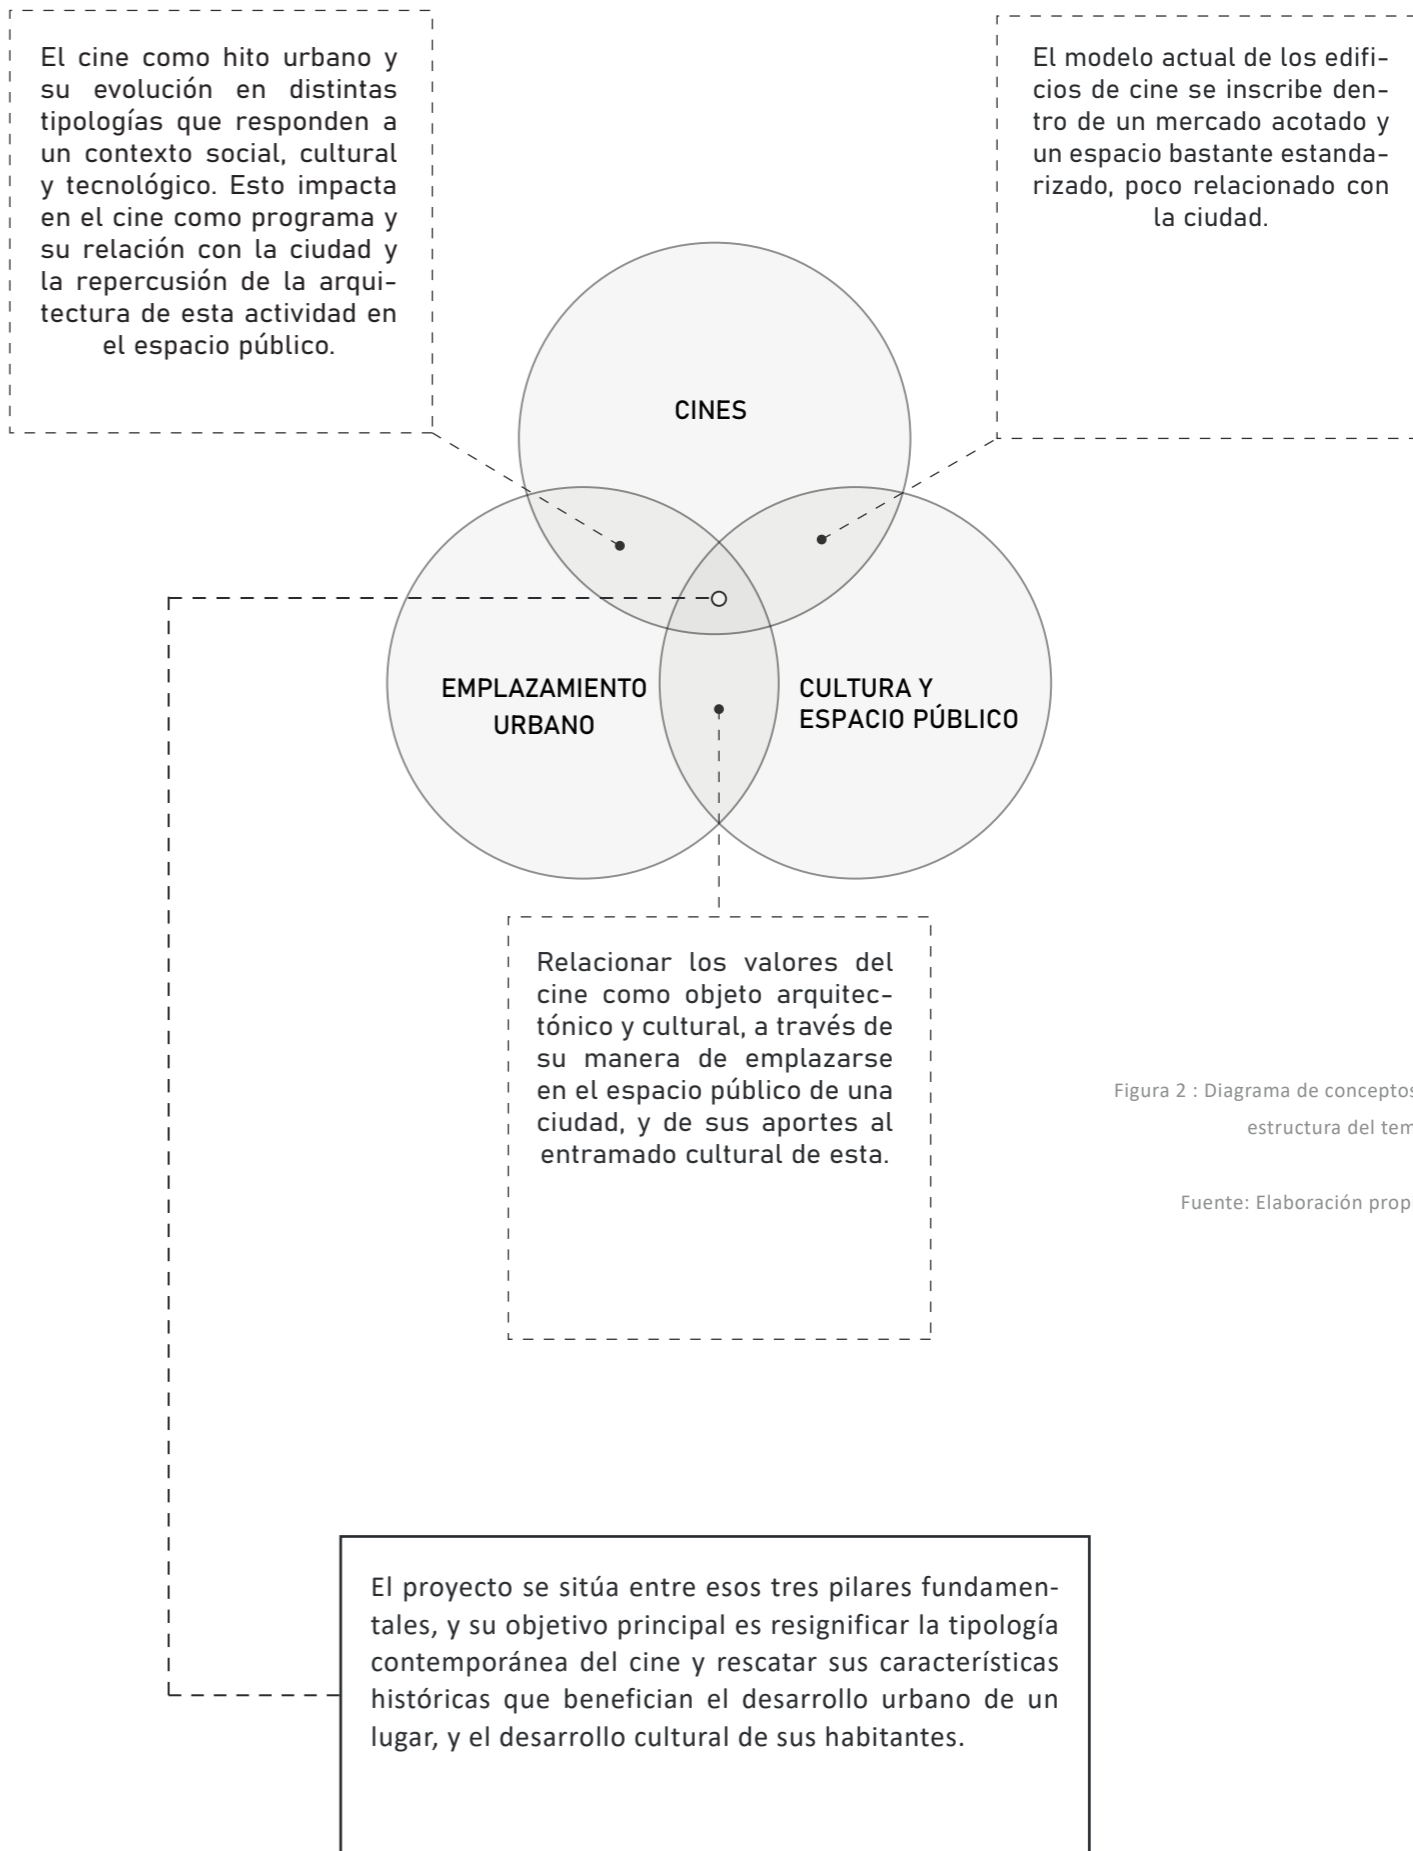 El cine como hito urbano y
su evolución en distintas
tipologías que responden a
un contexto social, cultural
y tecnológico. Esto impacta
en el cine como programa y
su relación con la ciudad y
la repercusión de la arqui-
tectura de esta actividad en
el espacio público.
El modelo actual de los edifi-
cios de cine se inscribe den-
tro de un mercado acotado y
un espacio bastante estanda-
rizado, poco relacionado con
la ciudad.
CINES
EMPLAZAMIENTO
URBANO
CULTURA Y
ESPACIO PÚBLICO
Relacionar los valores del
cine como objeto arquitec-
tónico y cultural, a través de
su manera de emplazarse
en el espacio público de una
ciudad, y de sus aportes al
entramado cultural de esta.
Figura 2 : Diagrama de conceptos
estructura del tem
Fuente: Elaboración prop
El proyecto se sitúa entre esos tres pilares fundamen-
tales, y su objetivo principal es resignificar la tipología
contemporánea del cine y rescatar sus características
históricas que benefician el desarrollo urbano de un
lugar, y el desarrollo cultural de sus habitantes.